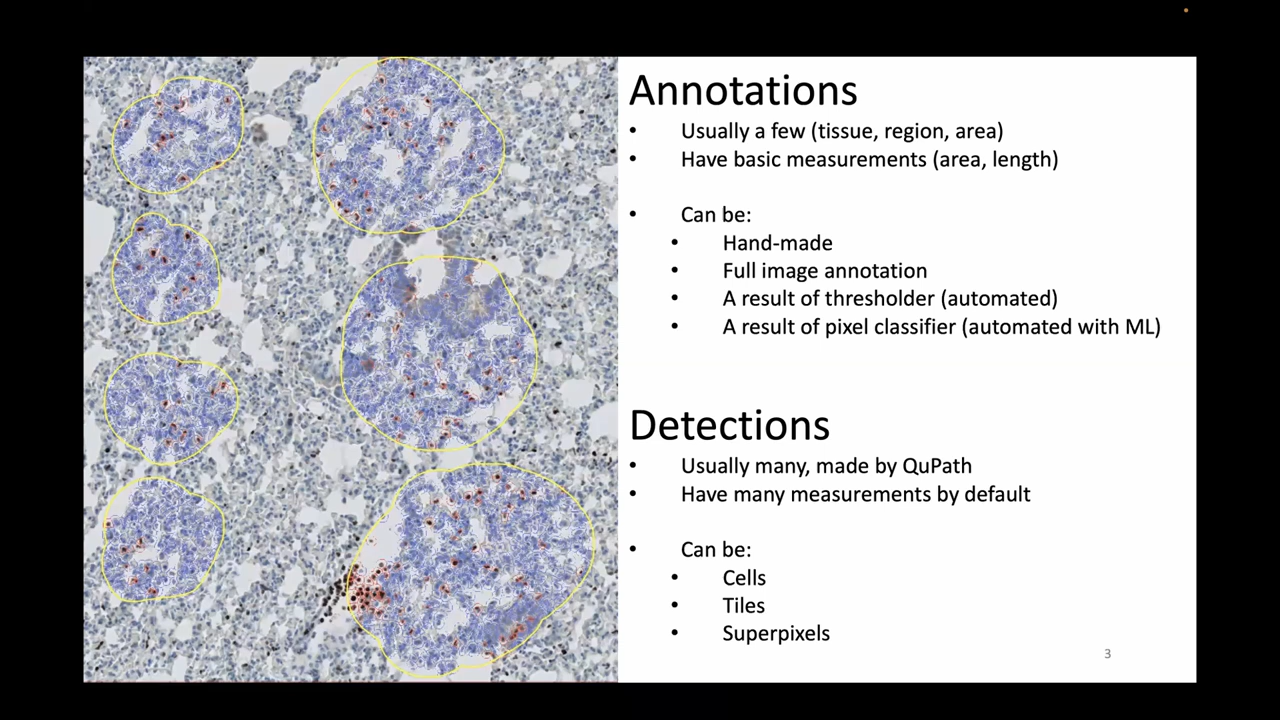 Annotations
• Usually a few (tissue, region, area)
• Have basic measurements (area, length)
• Can be:
• Hand-made
• Full image annotation
• A result of thresholder (automated)
• A result of pixel classifier (automated with ML)
Detections
• Usually many, made by QuPath
• Have many measurements by default
• Can be:
• Cells
• Tiles
• Superpixels
3